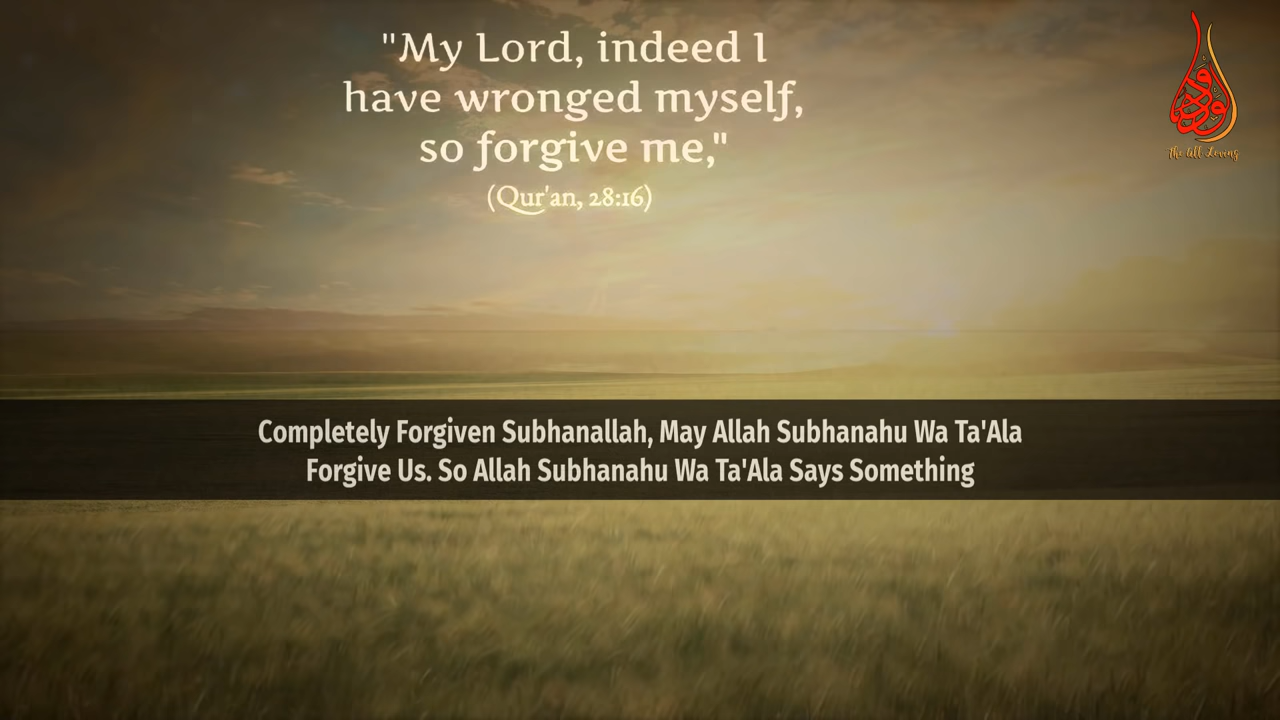 "My Lord, indeed I
have wronged myself,
so forgive me,"
(Qur'an, 28:16)
الودود
The All Loving
Completely Forgiven Subhanallah, May Allah Subhanahu Wa Ta'Ala
Forgive Us. So Allah Subhanahu Wa Ta'Ala Says Something